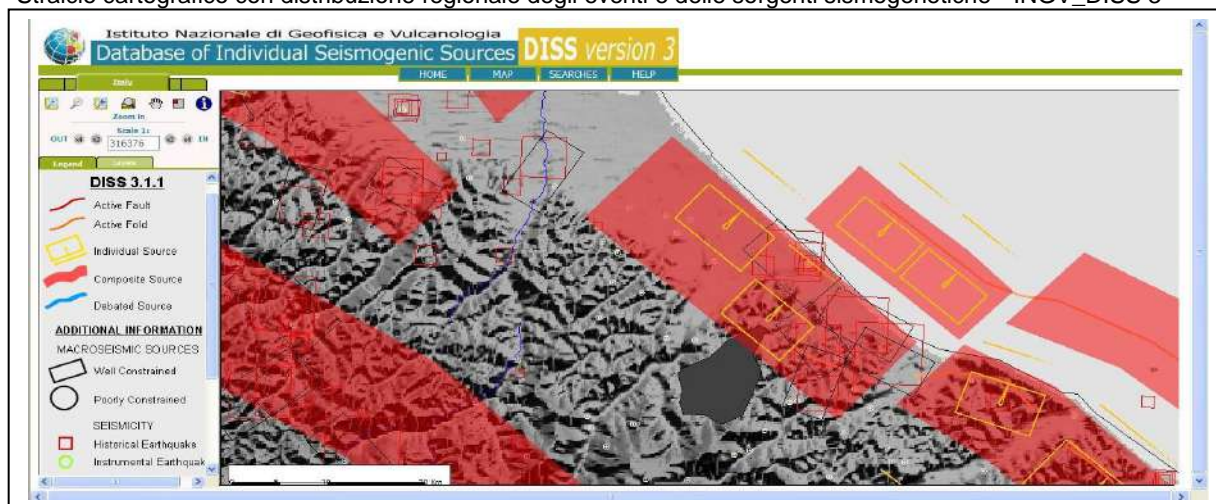 Stralcio cartografico con distribuzione regionale degli eventi e delle sorgenti sismogenetiche - INGV_DISS 3
Istituto Nazionale di Geofisica e Vulcanologia
Database of Individual Seismogenic Sources DISS version 3
HOME MAP SEARCHES HELP
Italy
Zoom in
Scale 1:
OUT 316376 IN
Legend Layers
DISS 3.1.1
Active Fault
Active Fold
Individual Source
Composite Source
Debated Source
ADDITIONAL INFORMATION
MACROSEISMIC SOURCES
Well Constrained
Poorly Constrained
SEISMICITY
Historical Earthquake
Instrumental Earthquak